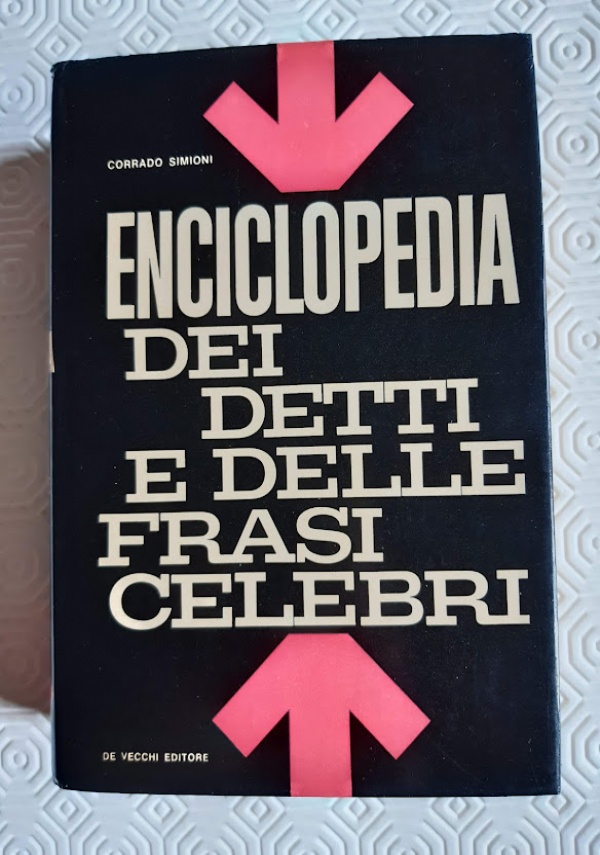 CORRADO SIMIONI
ENCICLOPEDIA
DEI
DETTI
E DELLE
FRASI
CELEBRI
DE VECCHI EDITORE